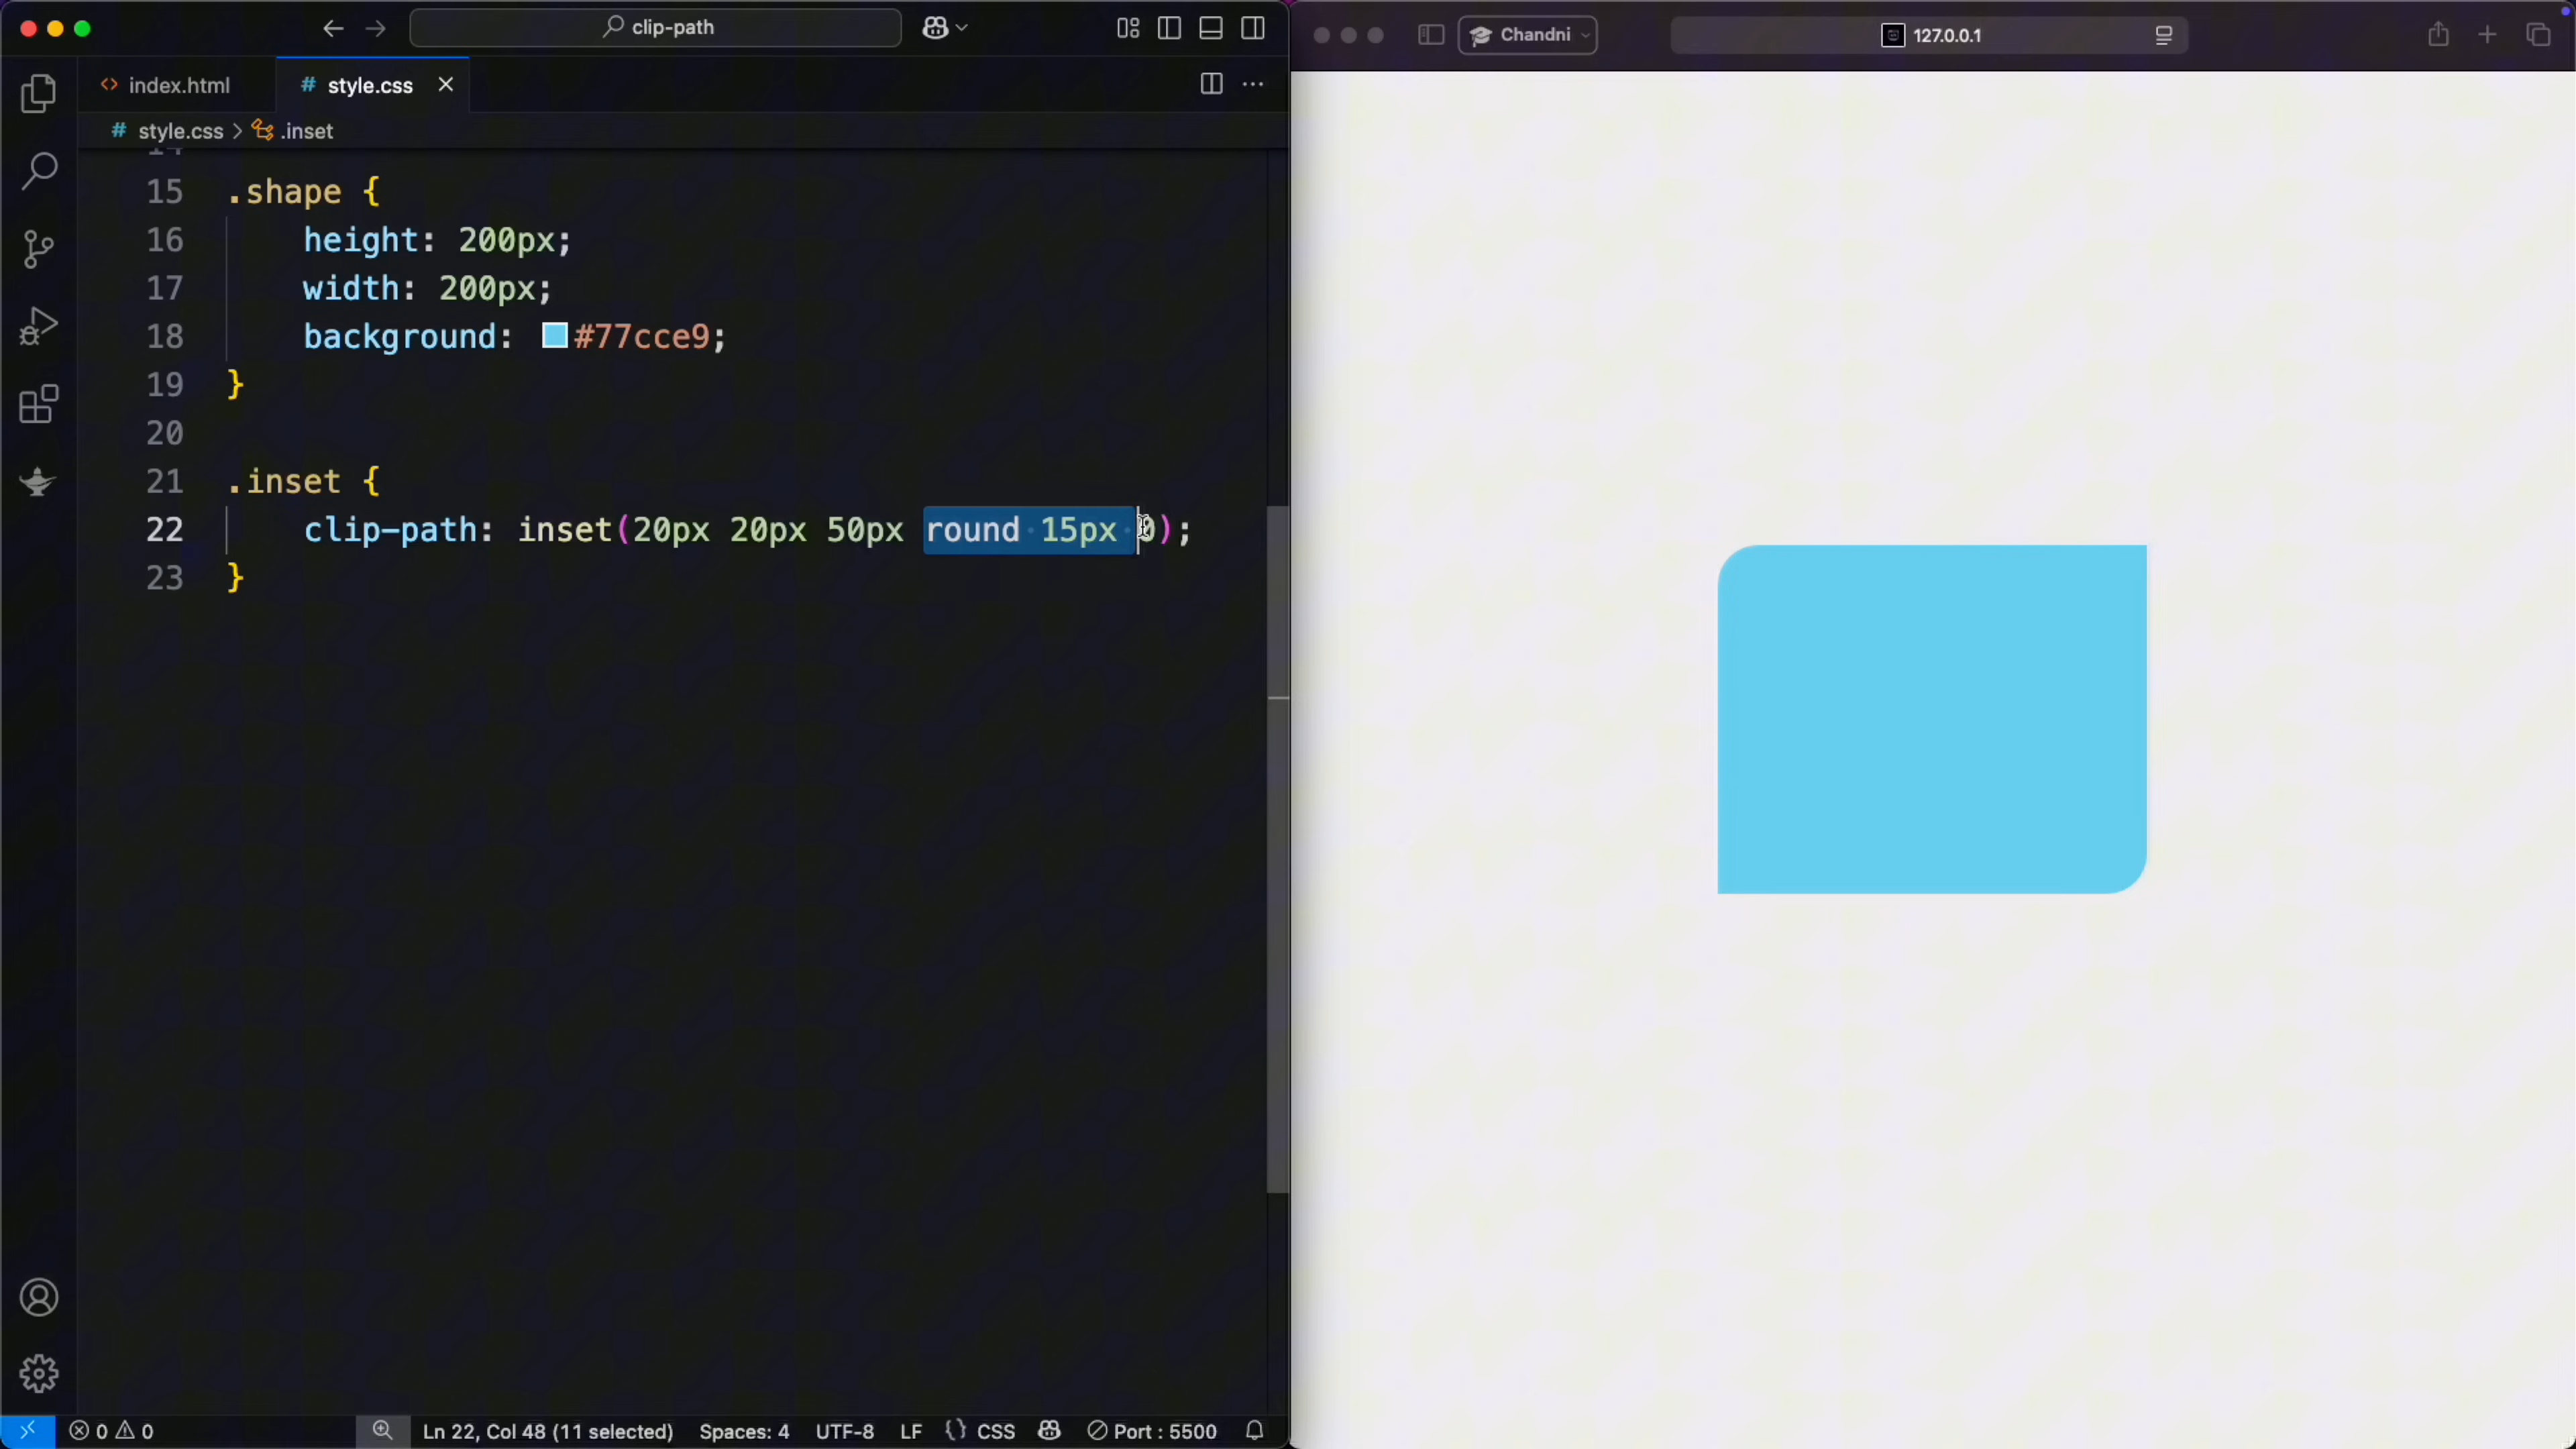 clip-path
Chandni
127.0.0.1
index.html
style.css
style.css > .inset
14
15 .shape {
16 height: 200px;
17 width: 200px;
18 background: #77cce9;
19 }
20
21 .inset {
22 clip-path: inset(20px 20px 50px round 15px 0);
23 }
0 0 Ln 22, Col 48 (11 selected) Spaces: 4 UTF-8 LF {} CSS Port : 5500